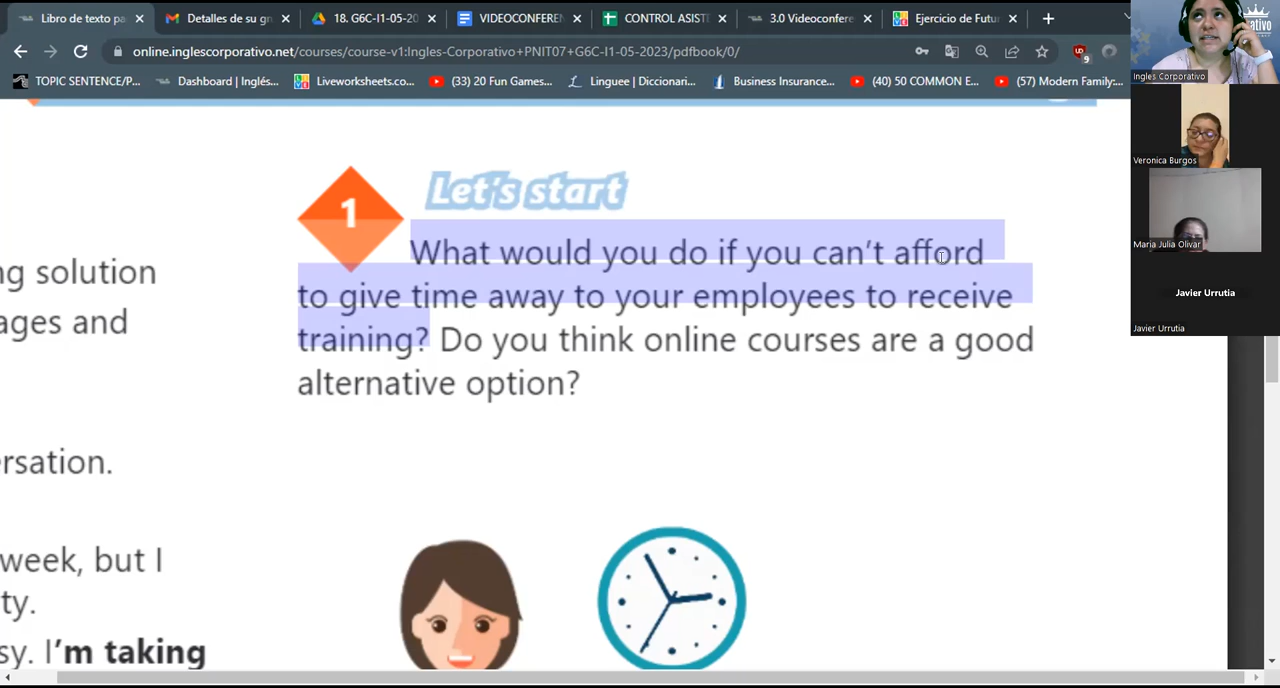 Libro de texto pa
Detalles de su gr
18. G6C-I1-05-20
VIDEOCONFEREN
CONTROL ASIST
3.0 Videoconfere
Ejercicio de Futur
online.inglescorporativo.net/courses/course-v1:Ingles-Corporativo+PNIT07+G6C-I1-05-2023/pdfbook/0/
9
TOPIC SENTENCE/P...
Dashboard | Inglés...
Liveworksheets.co...
(33) 20 Fun Games...
Linguee | Diccionari...
Business Insurance...
(40) 50 COMMON E...
(57) Modern Family:...
Ingles Corporativo
Veronica Burgos
Maria Julia Olivar
Javier Urrutia
Javier Urrutia
1
Let's start
What would you do if you can't afford
to give time away to your employees to receive
training? Do you think online courses are a good
alternative option?
ng solution
ages and
ersation.
week, but I
ty.
sy. I'm taking